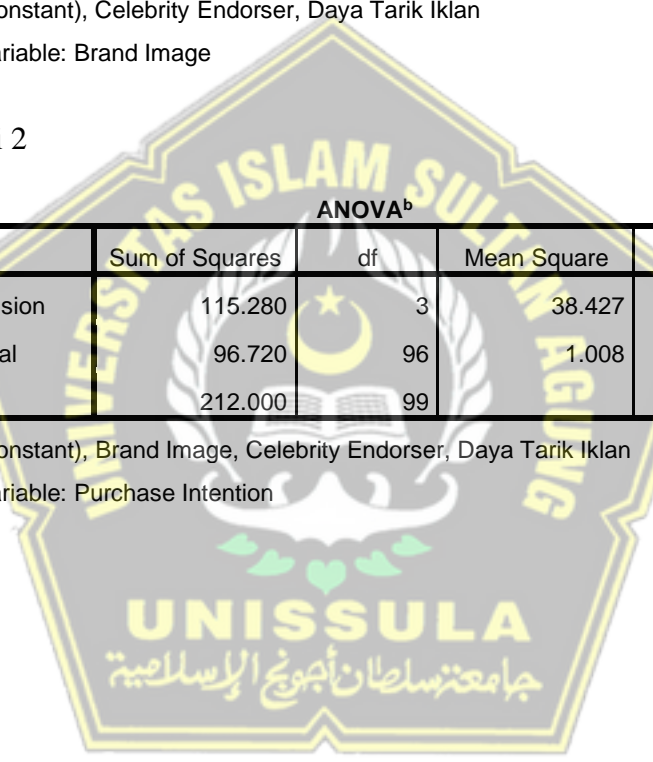 onstant), Celebrity Endorser, Daya Tarik Iklan
ariable: Brand Image
i 2
ANOVAb
Sum of Squares df Mean Square
sion 115.280 3 38.427
al 96.720 96 1.008
212.000 99
onstant), Brand Image, Celebrity Endorser, Daya Tarik Iklan
ariable: Purchase Intention
UNIVERSITAS ISLAM SULTAN AGUNG
UNISSULA
جامعة سلطان أجونج الإسلامية